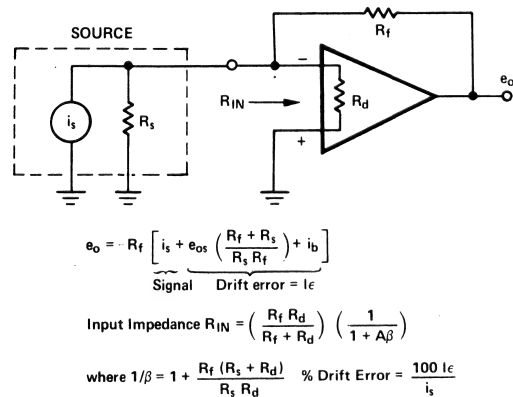 SOURCE
R_f
e_o
i_s
R_s
R_IN
−
R_d
+
e_o = -R_f [ i_s + e_os ( (R_f + R_s) / (R_s R_f) ) + i_b ]
Signal Drift error = Iϵ
Input Impedance R_IN = ( (R_f R_d) / (R_f + R_d) ) ( 1 / (1 + Aβ) )
where 1/β = 1 + (R_f (R_s + R_d)) / (R_s R_d) % Drift Error = (100 Iϵ) / i_s